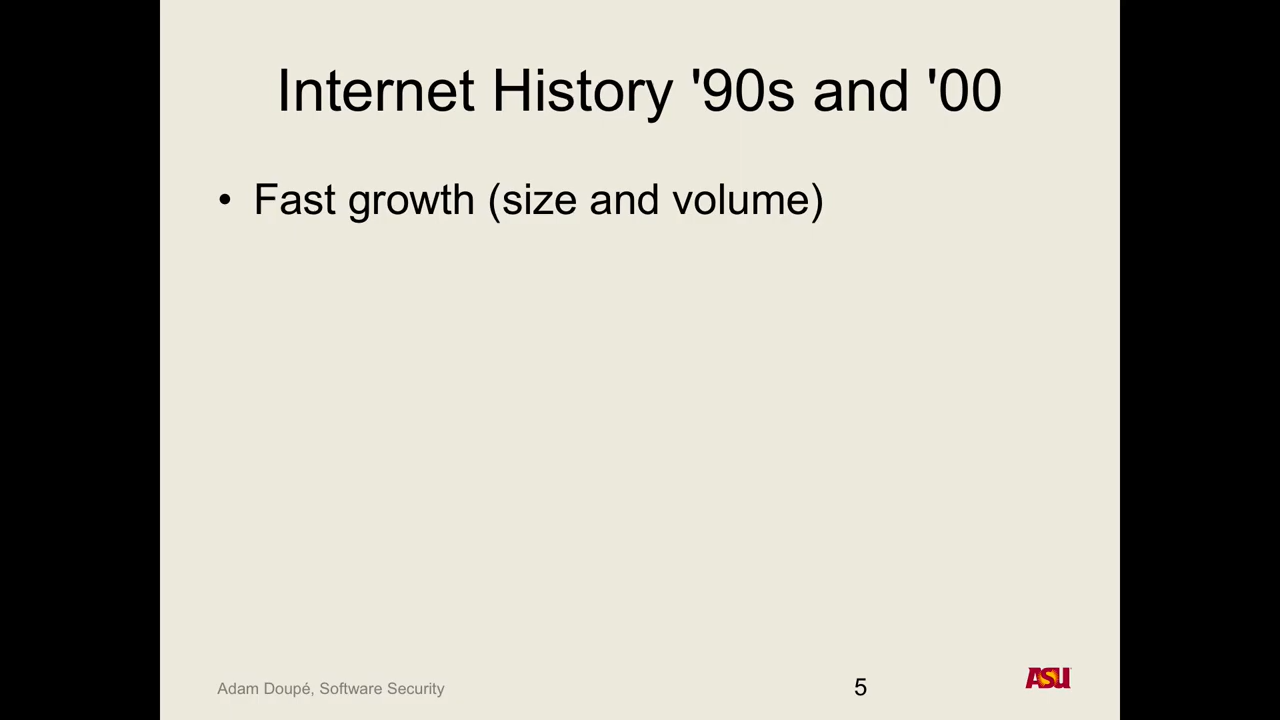 Internet History '90s and '00
• Fast growth (size and volume)
Adam Doupé, Software Security
5
ASU